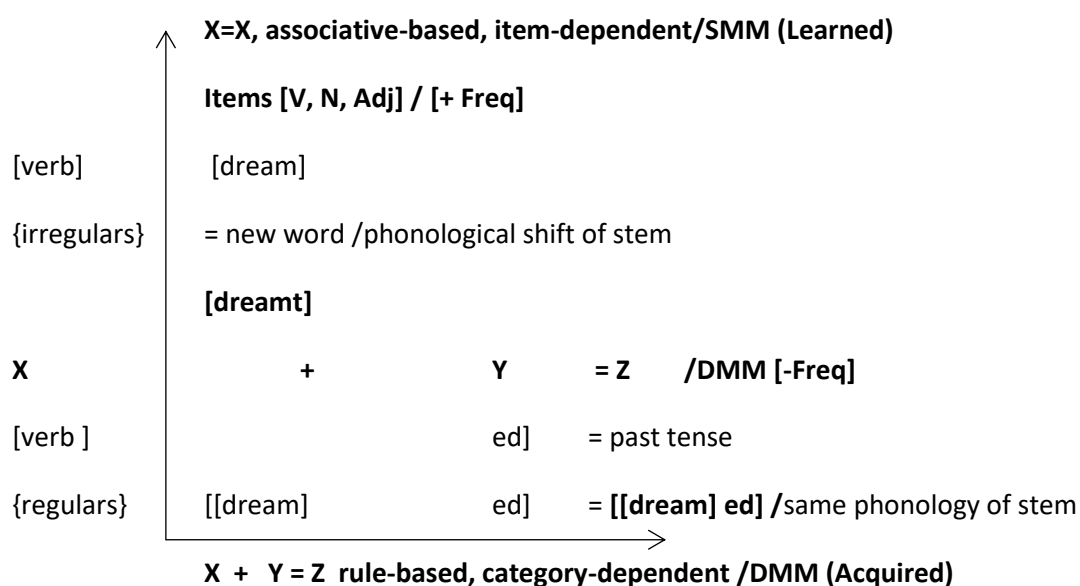 X=X, associative-based, item-dependent/SMM (Learned)
Items [V, N, Adj] / [+ Freq]
[verb] [dream]
{irregulars} = new word /phonological shift of stem
[dreamt]
X + Y = Z /DMM [-Freq]
[verb ] ed] = past tense
{regulars} [[dream] ed] = [[dream] ed] /same phonology of stem
X + Y = Z rule-based, category-dependent /DMM (Acquired)